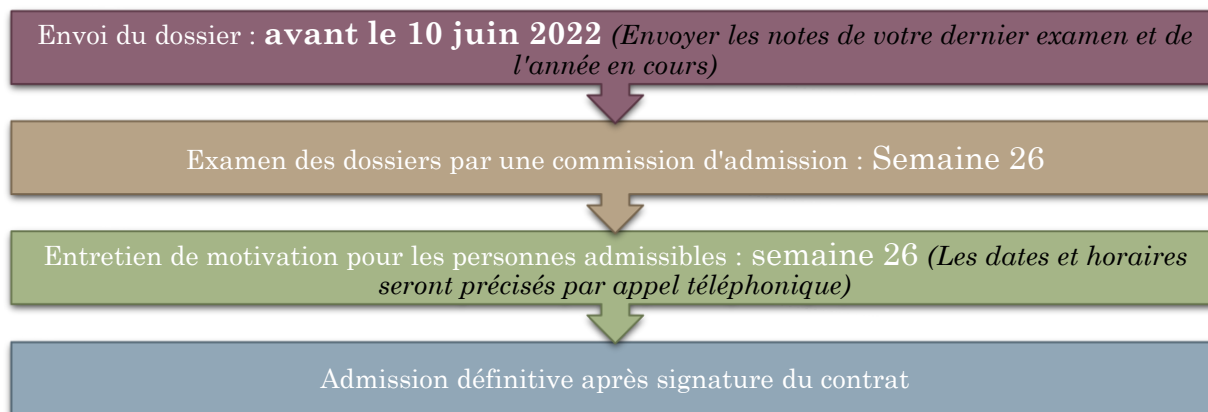 Envoi du dossier : avant le 10 juin 2022 (Envoyer les notes de votre dernier examen et de
l'année en cours)
Examen des dossiers par une commission d'admission : Semaine 26
Entretien de motivation pour les personnes admissibles : semaine 26 (Les dates et horaires
seront précisés par appel téléphonique)
Admission définitive après signature du contrat